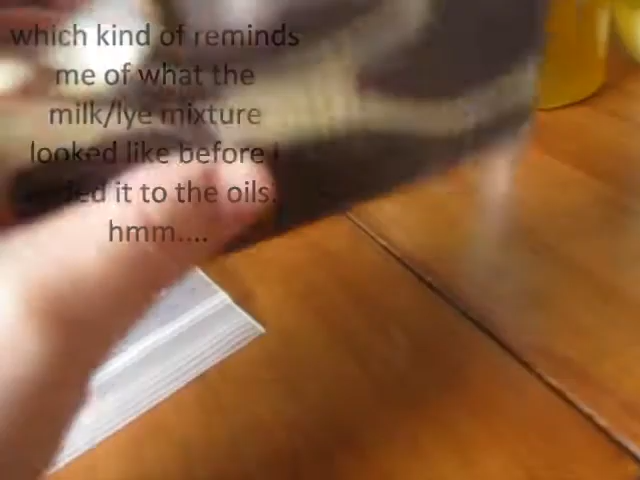 which kind of reminds
me of what the
milk/lye mixture
looked like before i
it to the oils.
hmm....